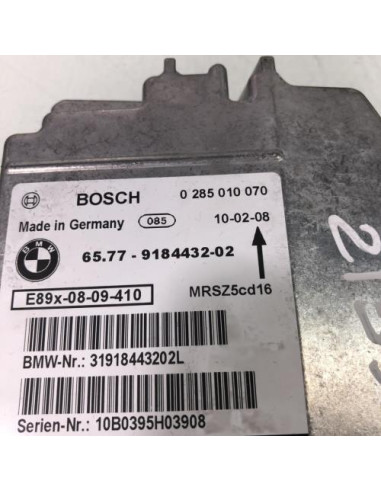 BOSCH 0 285 010 070
Made in Germany 085 10-02-08
BMW 65.77 - 9184432-02
E89x-08-09-410 MRSZ5cd16
BMW-Nr.: 31918443202L
Serien-Nr.: 10B0395H03908